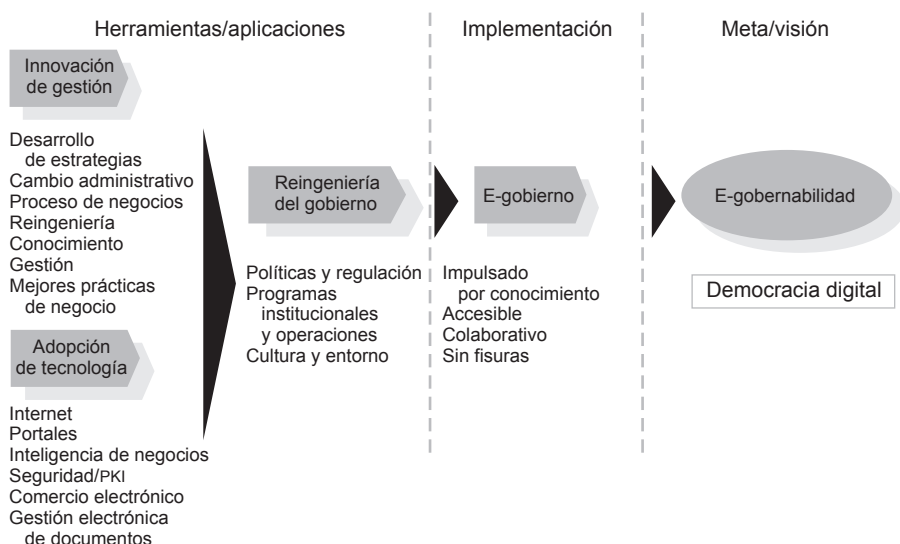 Herramientas/aplicaciones
Implementación
Meta/visión
Innovación
de gestión
Desarrollo
de estrategias
Cambio administrativo
Proceso de negocios
Reingeniería
Conocimiento
Gestión
Mejores prácticas
de negocio
Adopción
de tecnología
Internet
Portales
Inteligencia de negocios
Seguridad/PKI
Comercio electrónico
Gestión electrónica
de documentos
Reingeniería
del gobierno
Políticas y regulación
Programas
institucionales
y operaciones
Cultura y entorno
E-gobierno
Impulsado
por conocimiento
Accesible
Colaborativo
Sin fisuras
E-gobernabilidad
Democracia digital